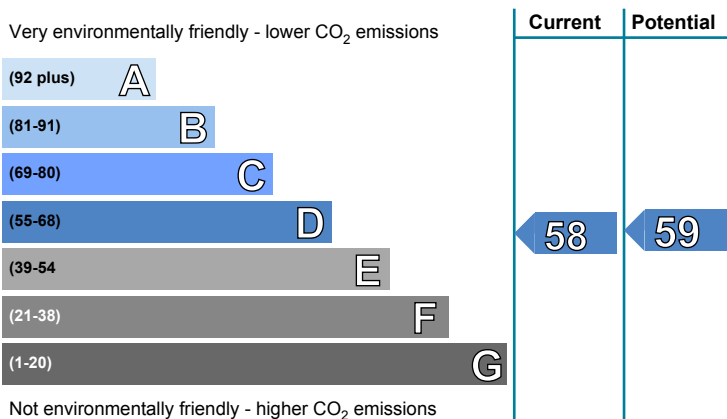 Very environmentally friendly - lower CO₂ emissions
Current
Potential
(92 plus) A
(81-91) B
(69-80) C
(55-68) D
58
59
(39-54 E
(21-38) F
(1-20) G
Not environmentally friendly - higher CO₂ emissions